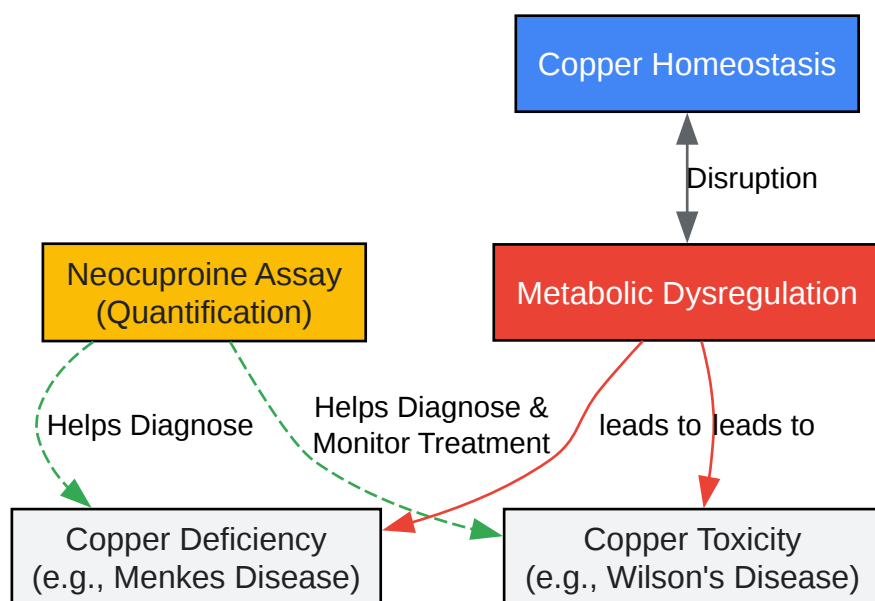 Copper Homeostasis
Disruption
Neocuproine Assay
(Quantification)
Metabolic Dysregulation
Helps Diagnose
Helps Diagnose &
Monitor Treatment
leads to
leads to
Copper Deficiency
(e.g., Menkes Disease)
Copper Toxicity
(e.g., Wilson's Disease)